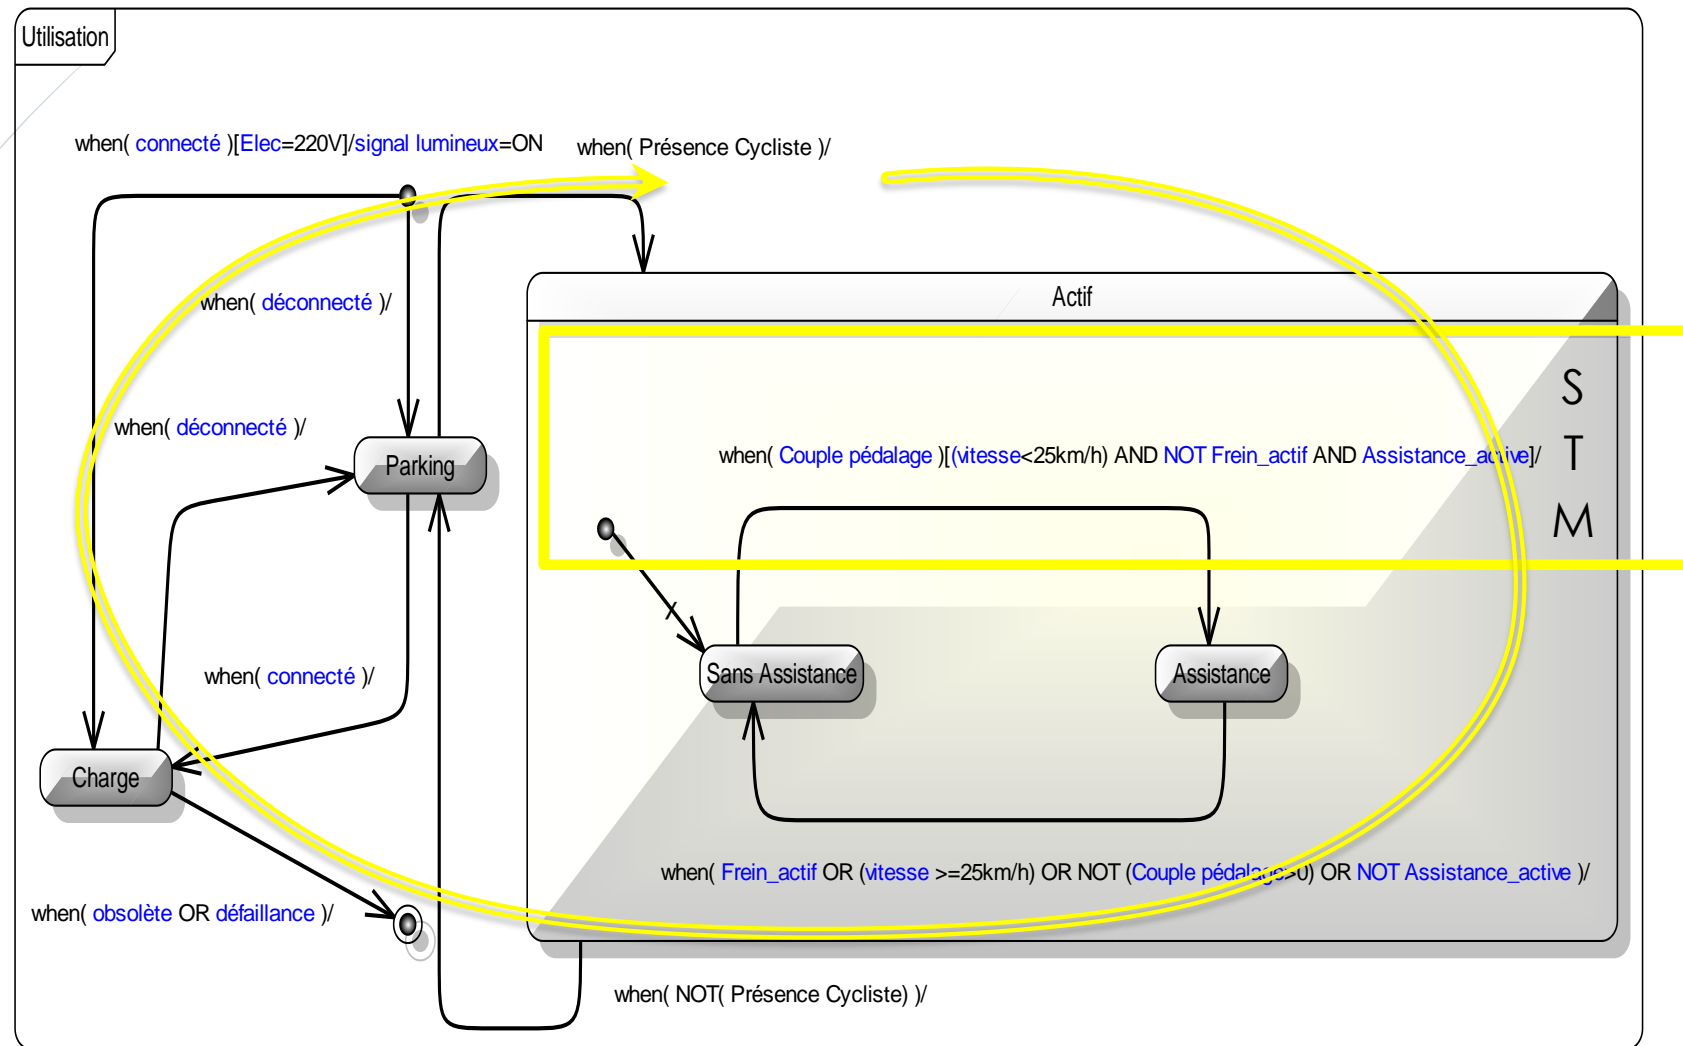 Utilisation
when( connecté )[Elec=220V]/signal lumineux=ON
when( Présence Cycliste )/
when( déconnecté )/
Actif
S
T
M
when( déconnecté )/
Parking
when( Couple pédalage )[(vitesse<25km/h) AND NOT Frein_actif AND Assistance_active]/
when( connecté )/
Sans Assistance
Assistance
Charge
when( Frein_actif OR (vitesse >=25km/h) OR NOT (Couple pédalage>0) OR NOT Assistance_active )/
when( obsolète OR défaillance )/
when( NOT( Présence Cycliste) )/